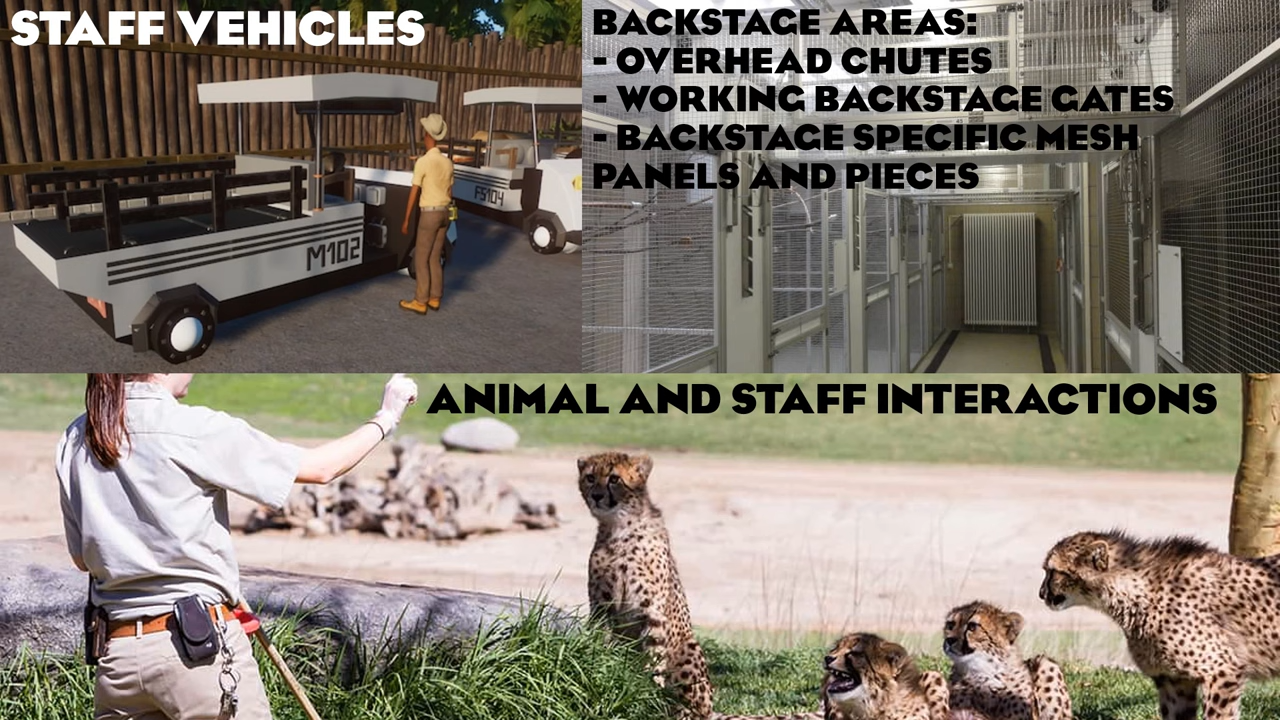 STAFF VEHICLES
M102
FS104
BACKSTAGE AREAS:
- OVERHEAD CHUTES
- WORKING BACKSTAGE GATES
- BACKSTAGE SPECIFIC MESH
PANELS AND PIECES
ANIMAL AND STAFF INTERACTIONS